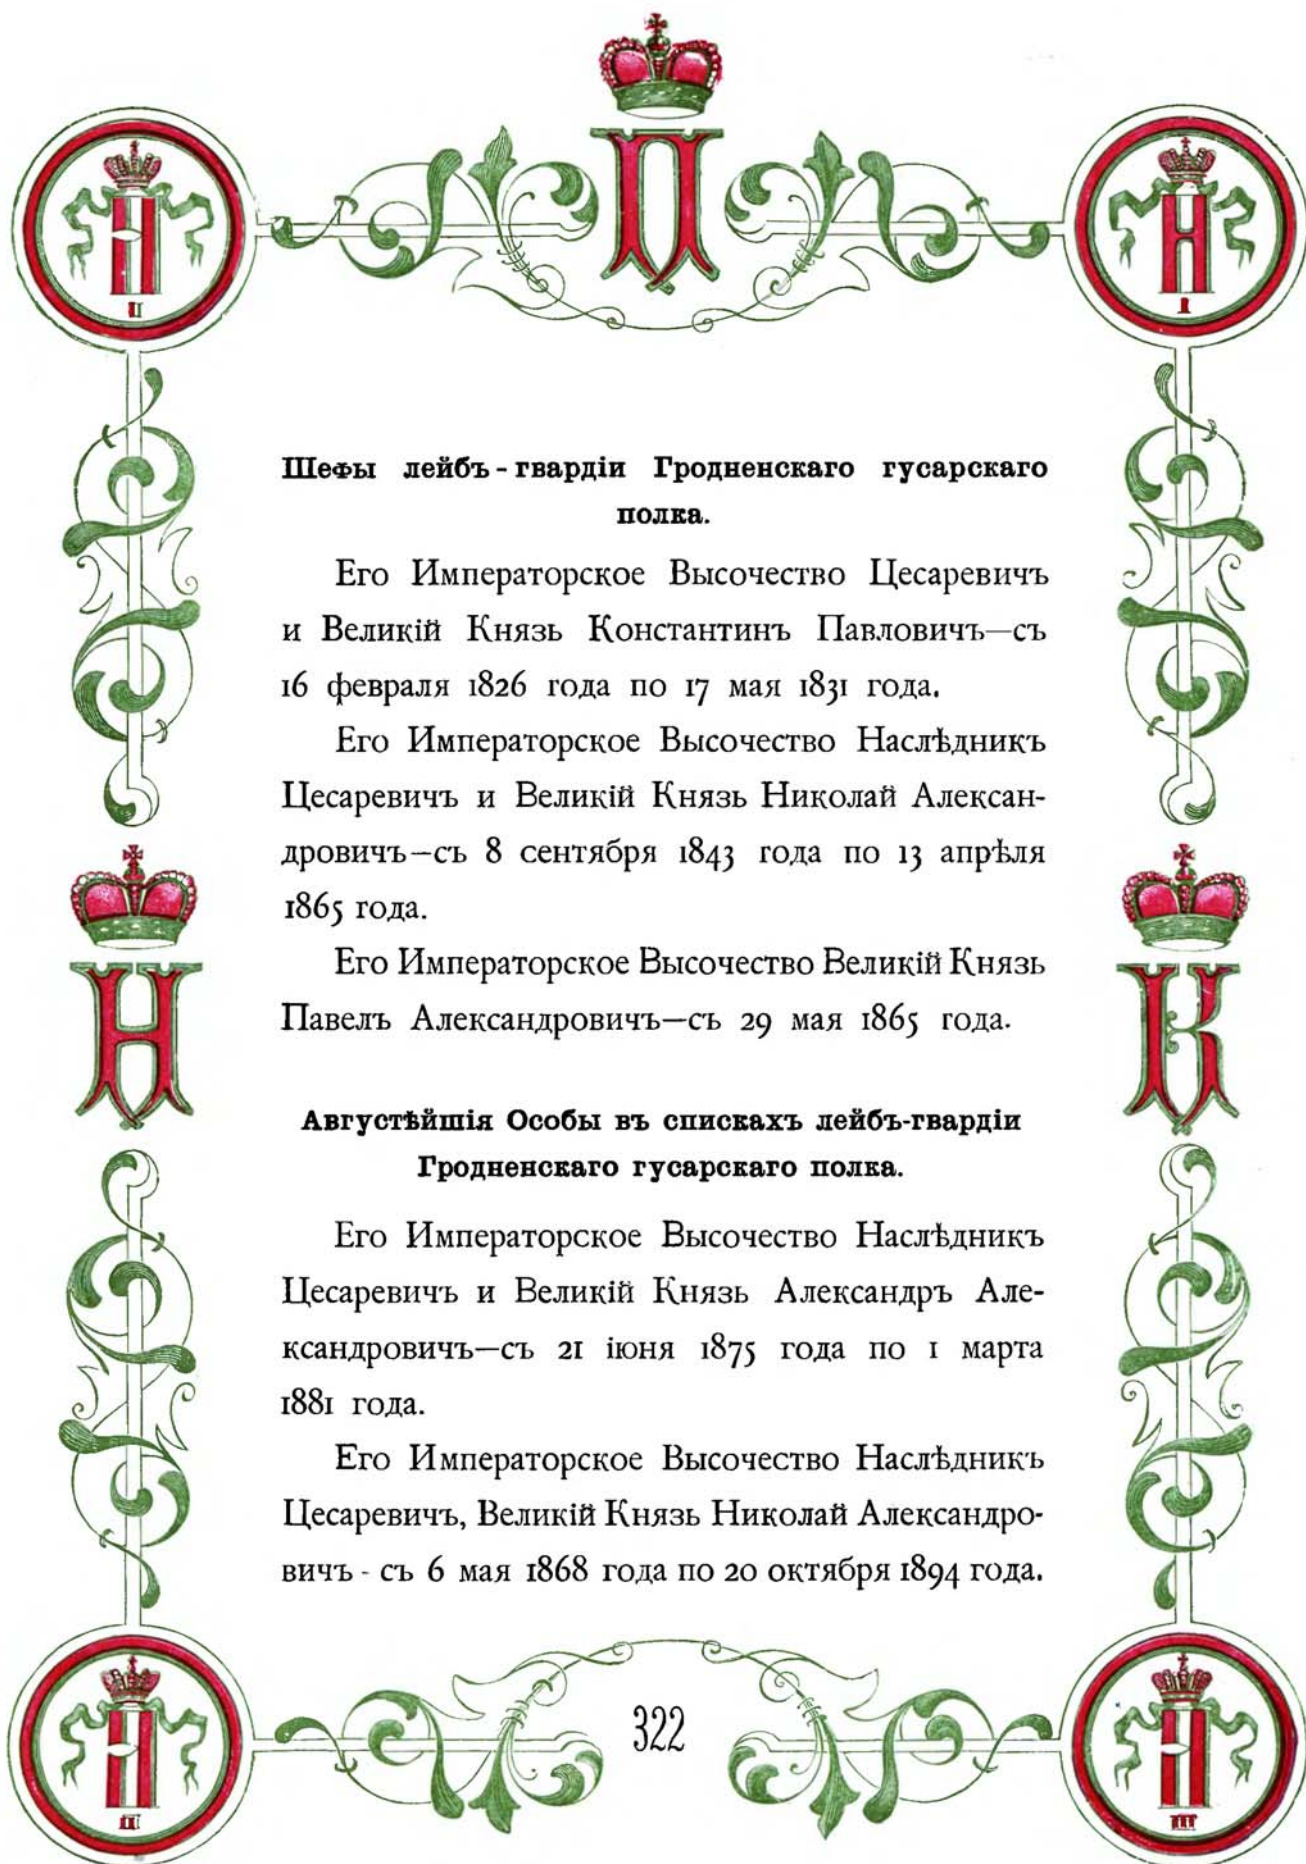 П
II
Н
I
Шефы лейбъ-гвардіи Гродненскаго гусарскаго
полка.
Его Императорское Высочество Цесаревичъ
и Великій Князь Константинъ Павловичъ—съ
16 февраля 1826 года по 17 мая 1831 года.
Его Императорское Высочество Наслѣдникъ
Цесаревичъ и Великій Князь Николай Алексан-
дровичъ—съ 8 сентября 1843 года по 13 апрѣля
1865 года.
Его Императорское Высочество Великій Князь
Павелъ Александровичъ—съ 29 мая 1865 года.
Н
К
Августѣйшія Особы въ спискахъ лейбъ-гвардіи
Гродненскаго гусарскаго полка.
Его Императорское Высочество Наслѣдникъ
Цесаревичъ и Великій Князь Александръ Але-
ксандровичъ—съ 21 іюня 1875 года по 1 марта
1881 года.
Его Императорское Высочество Наслѣдникъ
Цесаревичъ, Великій Князь Николай Александро-
вичъ - съ 6 мая 1868 года по 20 октября 1894 года.
322
II
III